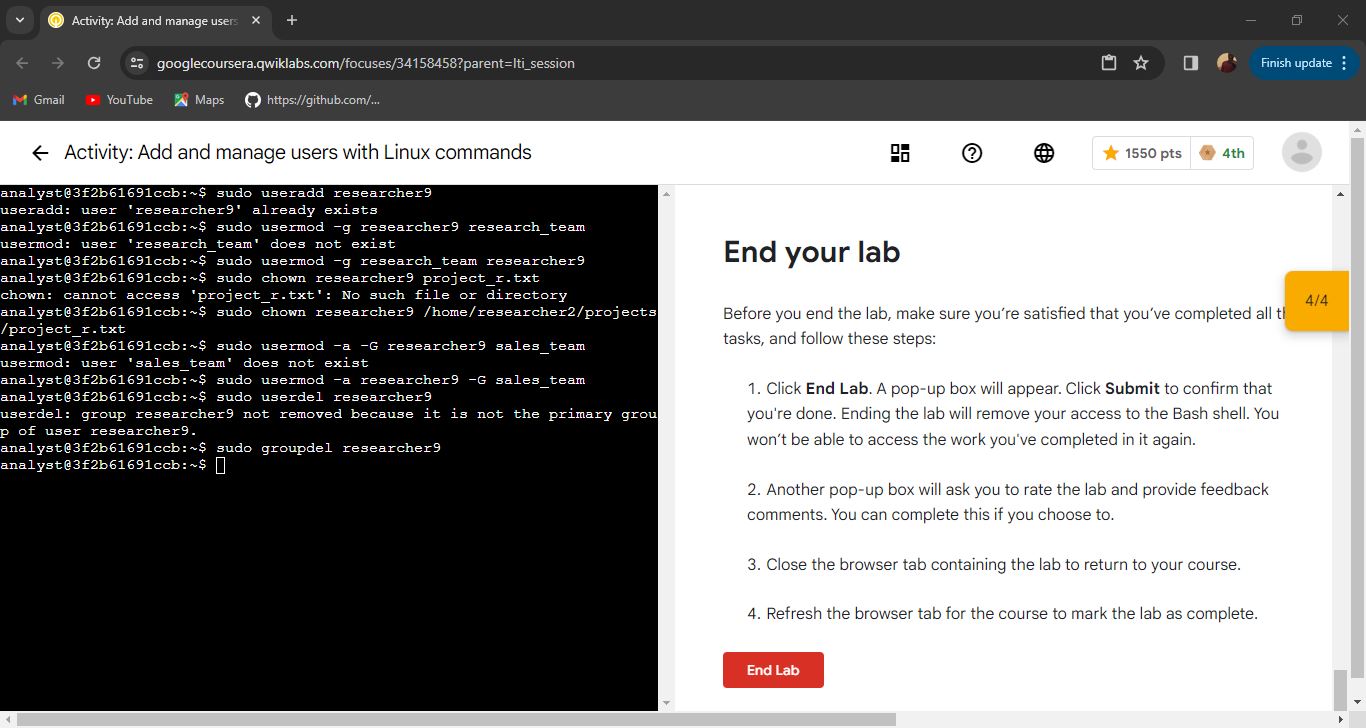 Activity: Add and manage users
googlecoursera.qwiklabs.com/focuses/34158458?parent=lti_session
Finish update
Gmail YouTube Maps https://github.com/...
Activity: Add and manage users with Linux commands
1550 pts 4th
analyst@3f2b61691ccb:~$ sudo useradd researcher9
useradd: user 'researcher9' already exists
analyst@3f2b61691ccb:~$ sudo usermod -g researcher9 research_team
usermod: user 'research_team' does not exist
analyst@3f2b61691ccb:~$ sudo usermod -g research_team researcher9
analyst@3f2b61691ccb:~$ sudo chown researcher9 project_r.txt
chown: cannot access 'project_r.txt': No such file or directory
analyst@3f2b61691ccb:~$ sudo chown researcher9 /home/researcher2/projects
/project_r.txt
analyst@3f2b61691ccb:~$ sudo usermod -a -G researcher9 sales_team
usermod: user 'sales_team' does not exist
analyst@3f2b61691ccb:~$ sudo usermod -a researcher9 -G sales_team
analyst@3f2b61691ccb:~$ sudo userdel researcher9
userdel: group researcher9 not removed because it is not the primary grou
p of user researcher9.
analyst@3f2b61691ccb:~$ sudo groupdel researcher9
analyst@3f2b61691ccb:~$
End your lab
4/4
Before you end the lab, make sure you’re satisfied that you’ve completed all th
tasks, and follow these steps:
1. Click End Lab. A pop-up box will appear. Click Submit to confirm that
you're done. Ending the lab will remove your access to the Bash shell. You
won’t be able to access the work you've completed in it again.
2. Another pop-up box will ask you to rate the lab and provide feedback
comments. You can complete this if you choose to.
3. Close the browser tab containing the lab to return to your course.
4. Refresh the browser tab for the course to mark the lab as complete.
End Lab